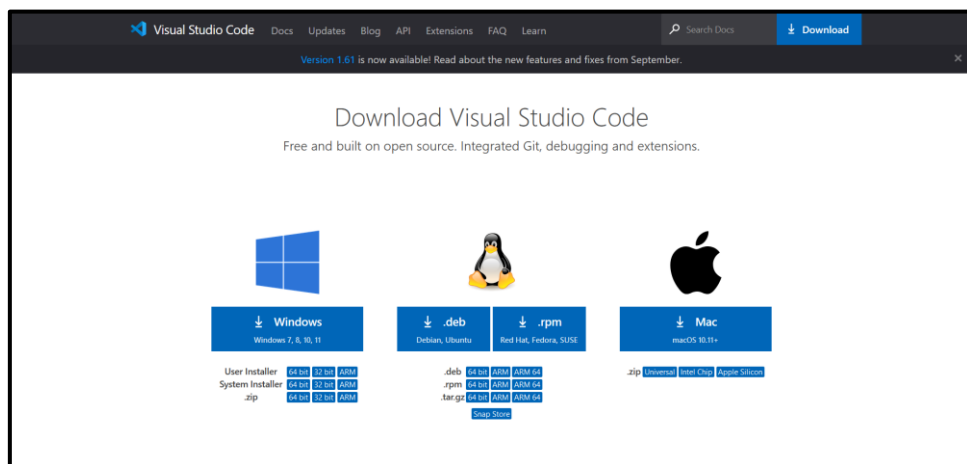 Visual Studio Code Docs Updates Blog API Extensions FAQ Learn Search Docs Download
Version 1.61 is now available! Read about the new features and fixes from September.
Download Visual Studio Code
Free and built on open source. Integrated Git, debugging and extensions.
Windows
Windows 7, 8, 10, 11
User Installer 64 bit 32 bit ARM
System Installer 64 bit 32 bit ARM
.zip 64 bit 32 bit ARM
.deb
Debian, Ubuntu
.rpm
Red Hat, Fedora, SUSE
.deb 64 bit ARM ARM 64
.rpm 64 bit ARM ARM 64
.tar.gz 64 bit ARM ARM 64
Snap Store
Mac
macOS 10.11+
.zip Universal Intel Chip Apple Silicon